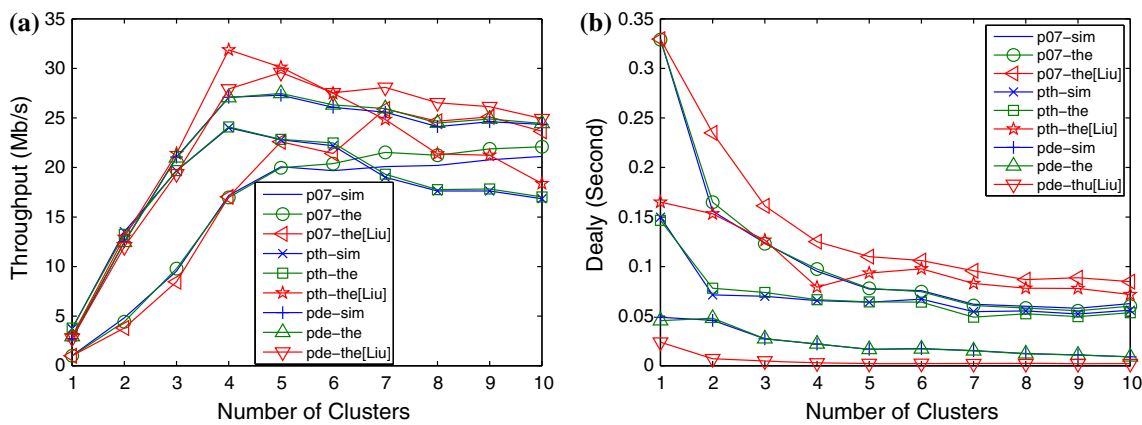 (a)
Throughput (Mb/s)
35
30
25
20
15
10
5
0
1 2 3 4 5 6 7 8 9 10
Number of Clusters
p07-sim
p07-the
p07-the[Liu]
pth-sim
pth-the
pth-the[Liu]
pde-sim
pde-the
pde-the[Liu]
(b)
Dealy (Second)
0.35
0.3
0.25
0.2
0.15
0.1
0.05
0
1 2 3 4 5 6 7 8 9 10
Number of Clusters
p07-sim
p07-the
p07-the[Liu]
pth-sim
pth-the
pth-the[Liu]
pde-sim
pde-the
pde-thu[Liu]